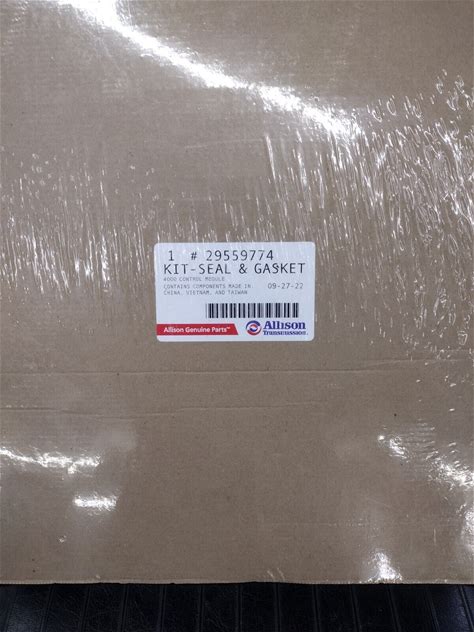 1 # 29559774
KIT-SEAL & GASKET
4000 CONTROL MODULE
CONTAINS COMPONENTS MADE IN
CHINA, VIETNAM, AND TAIWAN
09-27-22
Allison Genuine Parts™
Allison
Transmission®